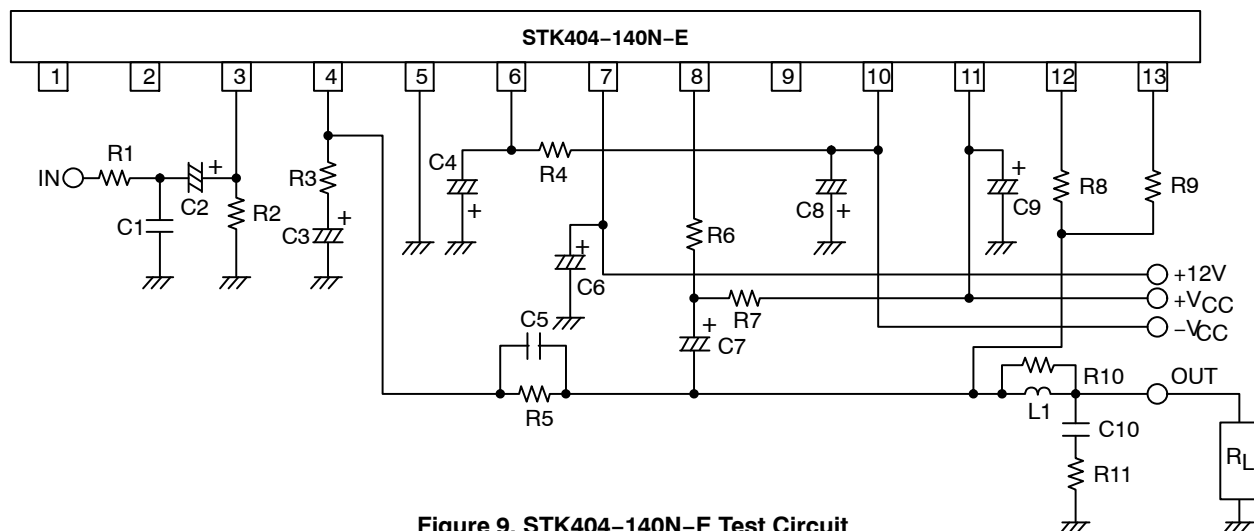 STK404−140N−E
1 2 3 4 5 6 7 8 9 10 11 12 13
IN
R1
C1
C2
+
R2
R3
C3
+
C4
+
R4
C6
+
R6
R7
C7
+
C8
+
C9
+
R8
R9
+12V
+VCC
−VCC
C5
R5
R10
L1
OUT
C10
R11
RL
Figure 9. STK404−140N−E Test Circuit